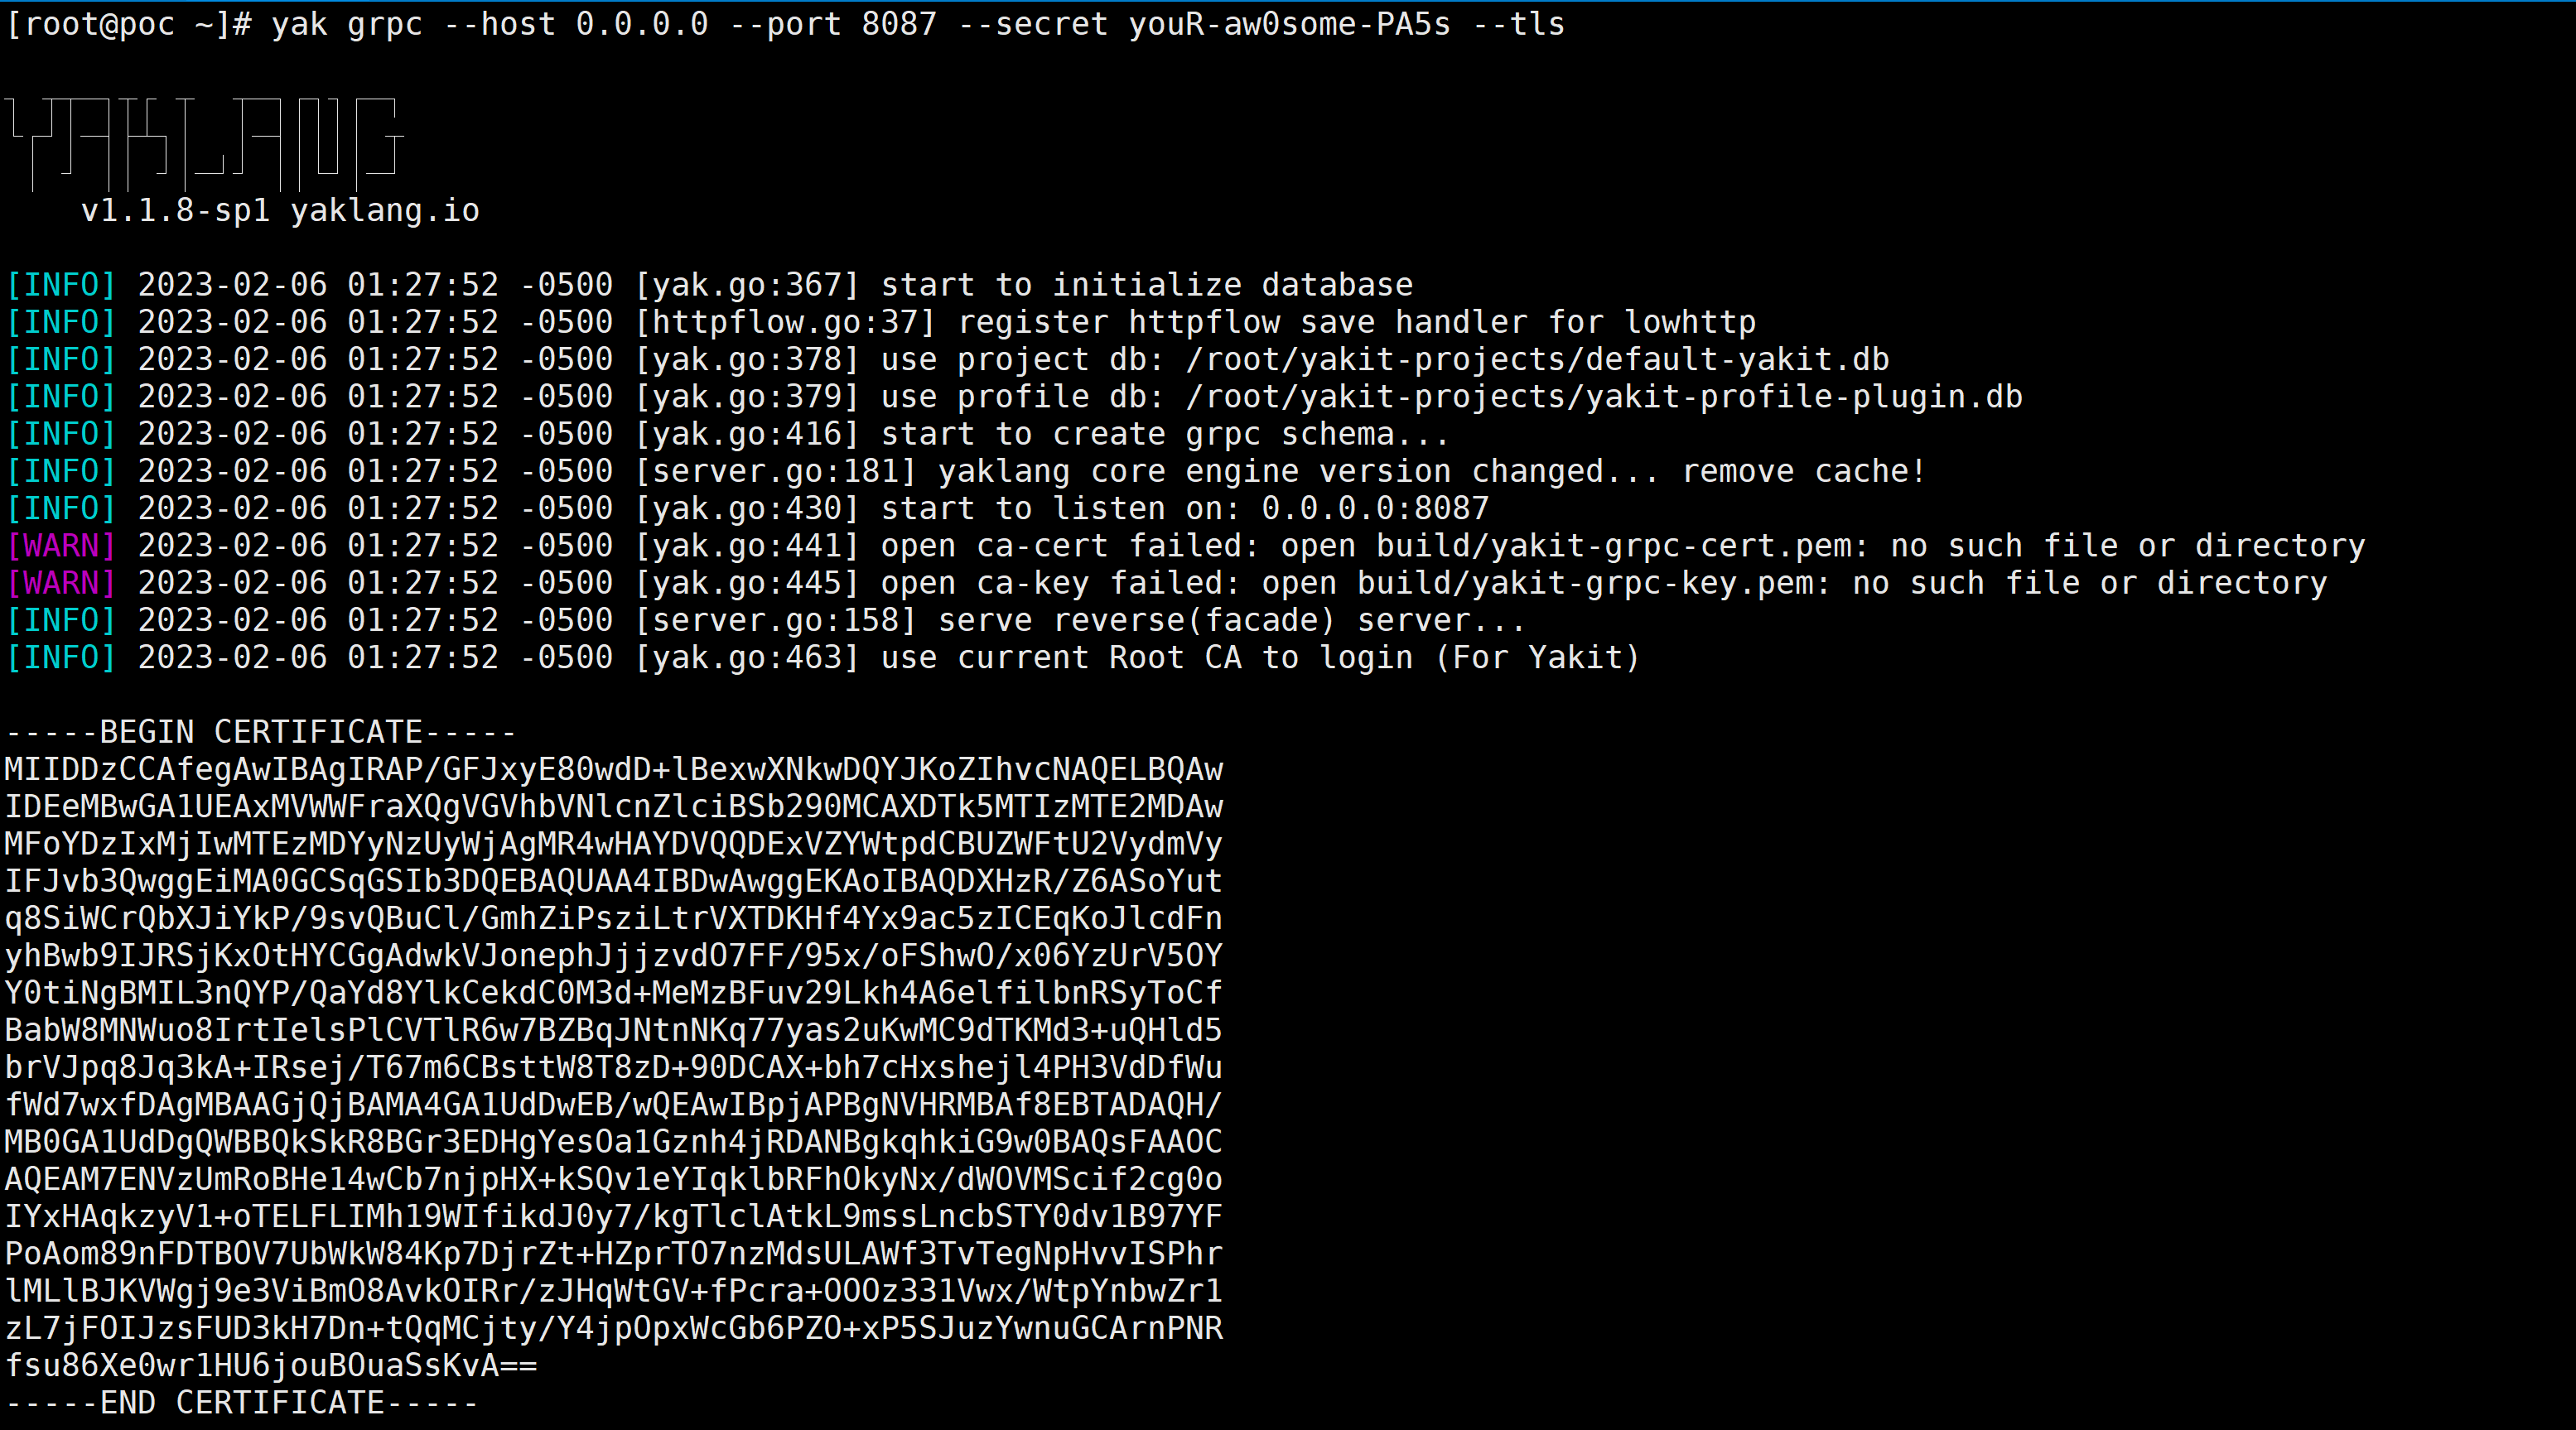 [root@poc ~]# yak grpc --host 0.0.0.0 --port 8087 --secret youR-aw0some-PA5s --tls
YAKLANG
v1.1.8-sp1 yaklang.io
[INFO] 2023-02-06 01:27:52 -0500 [yak.go:367] start to initialize database
[INFO] 2023-02-06 01:27:52 -0500 [httpflow.go:37] register httpflow save handler for lowhttp
[INFO] 2023-02-06 01:27:52 -0500 [yak.go:378] use project db: /root/yakit-projects/default-yakit.db
[INFO] 2023-02-06 01:27:52 -0500 [yak.go:379] use profile db: /root/yakit-projects/yakit-profile-plugin.db
[INFO] 2023-02-06 01:27:52 -0500 [yak.go:416] start to create grpc schema...
[INFO] 2023-02-06 01:27:52 -0500 [server.go:181] yaklang core engine version changed... remove cache!
[INFO] 2023-02-06 01:27:52 -0500 [yak.go:430] start to listen on: 0.0.0.0:8087
[WARN] 2023-02-06 01:27:52 -0500 [yak.go:441] open ca-cert failed: open build/yakit-grpc-cert.pem: no such file or directory
[WARN] 2023-02-06 01:27:52 -0500 [yak.go:445] open ca-key failed: open build/yakit-grpc-key.pem: no such file or directory
[INFO] 2023-02-06 01:27:52 -0500 [server.go:158] serve reverse(facade) server...
[INFO] 2023-02-06 01:27:52 -0500 [yak.go:463] use current Root CA to login (For Yakit)
-----BEGIN CERTIFICATE-----
MIIDDzCCAfegAwIBAgIRAP/GFJxyE80wdD+lBexwXNkwDQYJKoZIhvcNAQELBQAw
IDEeMBwGA1UEAxMVWWFraXQgVGVhbVNlcnZlciBSb290MCAXDTk5MTIzMTE2MDAw
MFoYDzIxMjIwMTEzMDYyNzUyWjAgMR4wHAYDVQQDExVZYWtpdCBUZWFtU2VydmVy
IFJvb3QwggEiMA0GCSqGSIb3DQEBAQUAA4IBDwAwggEKAoIBAQDXHzR/Z6ASoYut
q8SiWCrQbXJiYkP/9svQBuCl/GmhZiPsziLtrVXTDKHf4Yx9ac5zICEqKoJlcdFn
yhBwb9IJRSjKxOtHYCGgAdwkVJonephJjjzvdO7FF/95x/oFShwO/x06YzUrV5OY
Y0tiNgBMIL3nQYP/QaYd8YlkCekdC0M3d+MeMzBFuv29Lkh4A6elfilbnRSyToCf
BabW8MNWuo8IrtIelsPlCVTlR6w7BZBqJNtnNKq77yas2uKwMC9dTKMd3+uQHld5
brVJpq8Jq3kA+IRsej/T67m6CBsttW8T8zD+90DCAX+bh7cHxshejl4PH3VdDfWu
fWd7wxfDAgMBAAGjQjBAMA4GA1UdDwEB/wQEAwIBpjAPBgNVHRMBAf8EBTADAQH/
MB0GA1UdDgQWBBQkSkR8BGr3EDHgYesOa1Gznh4jRDANBgkqhkiG9w0BAQsFAAOC
AQEAM7ENVzUmRoBHe14wCb7njpHX+kSQv1eYIqklbRFhOkyNx/dWOVMScif2cg0o
IYxHAqkzyV1+oTELFLIMh19WIfikdJ0y7/kgTlclAtkL9mssLncbSTY0dv1B97YF
PoAom89nFDTBOV7UbWkW84Kp7DjrZt+HZprTO7nzMdsULAWf3TvTegNpHvvISPhr
lMLlBJKVWgj9e3ViBmO8AvkOIRr/zJHqWtGV+fPcra+OOOz331Vwx/WtpYnbwZr1
zL7jFOIJzsFUD3kH7Dn+tQqMCjty/Y4jpOpxWcGb6PZO+xP5SJuzYwnuGCArnPNR
fsu86Xe0wr1HU6jouBOuaSsKvA==
-----END CERTIFICATE-----